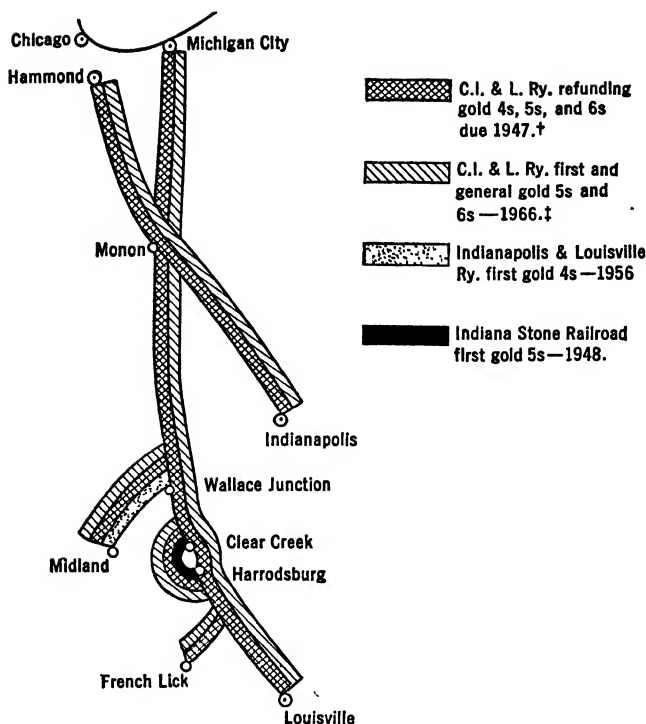 Chicago
Michigan City
Hammond
C.I. & L. Ry. refunding
gold 4s, 5s, and 6s
due 1947.†
C.I. & L. Ry. first and
general gold 5s and
6s—1966.‡
Monon
Indianapolis & Louisville
Ry. first gold 4s—1956
Indiana Stone Railroad
first gold 5s—1948.
Indianapolis
Wallace Junction
Clear Creek
Midland
Harrodsburg
French Lick
Louisville